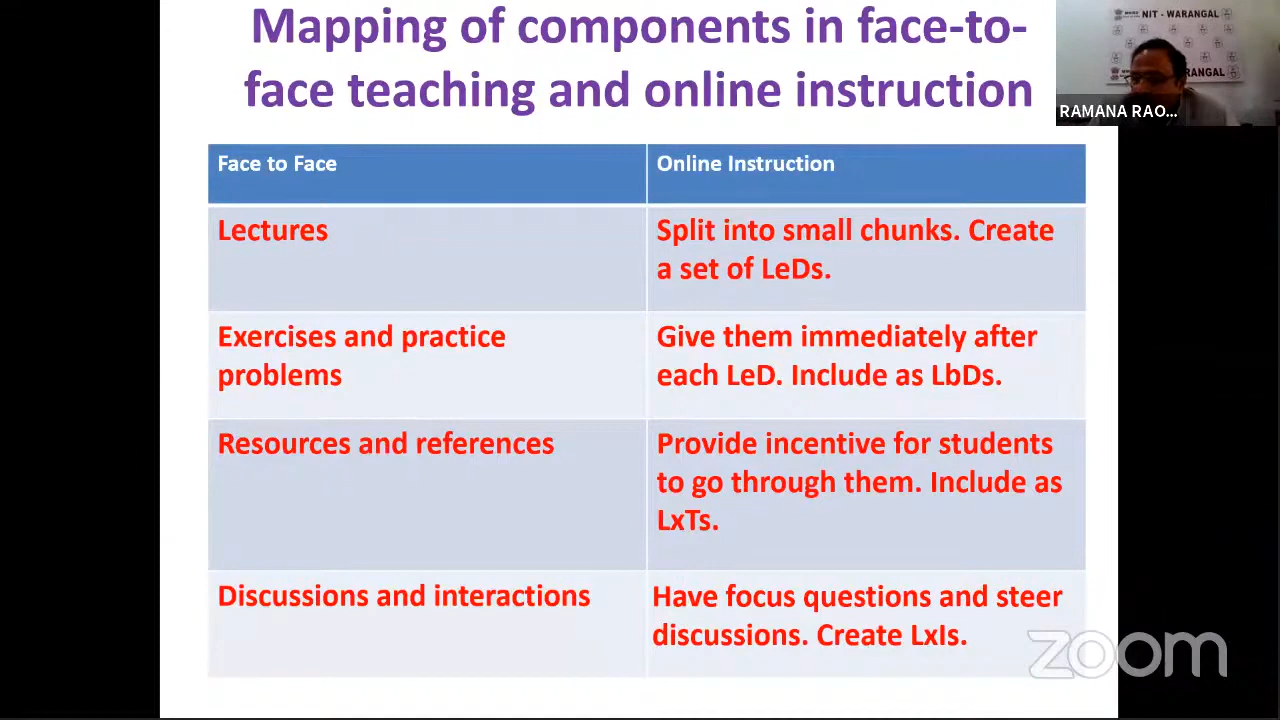 Mapping of components in face-to-
face teaching and online instruction
NIT - WARANGAL
WARANGAL
RAMANA RAO...
Face to Face
Online Instruction
Lectures
Split into small chunks. Create
a set of LeDs.
Exercises and practice
problems
Give them immediately after
each LeD. Include as LbDs.
Resources and references
Provide incentive for students
to go through them. Include as
LxTs.
Discussions and interactions
Have focus questions and steer
discussions. Create LxIs.
zoom